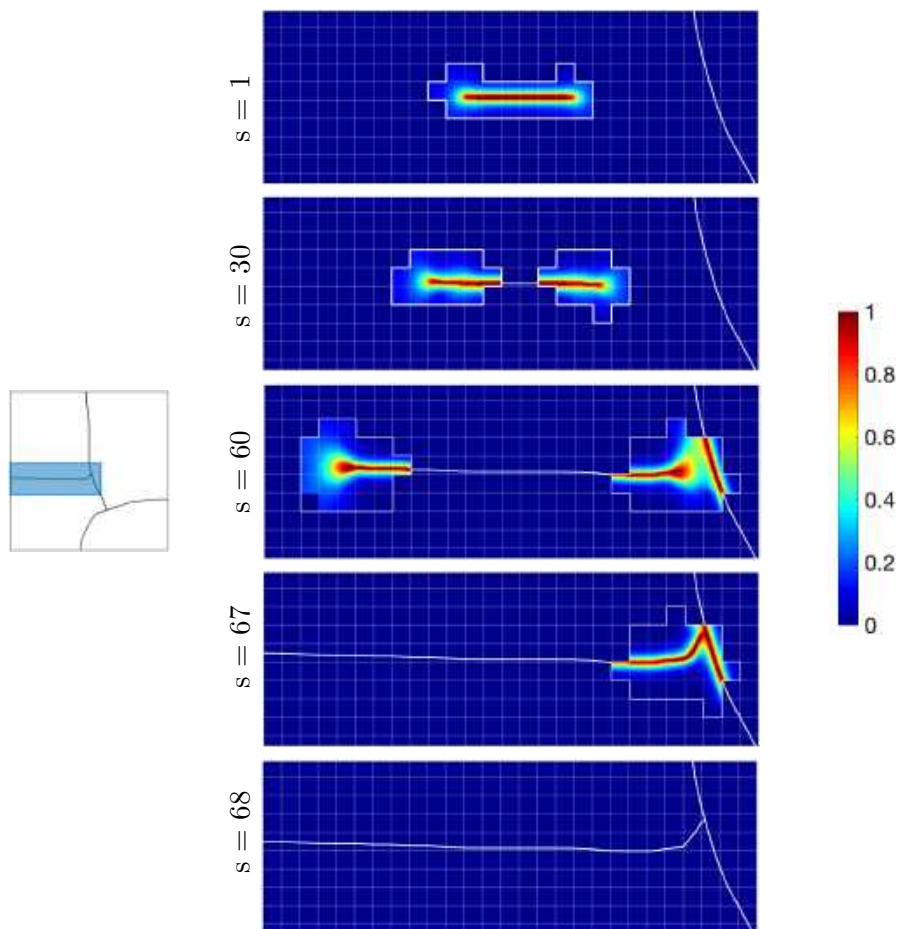 s = 1
s = 30
s = 60
s = 67
s = 68
1
0.8
0.6
0.4
0.2
0